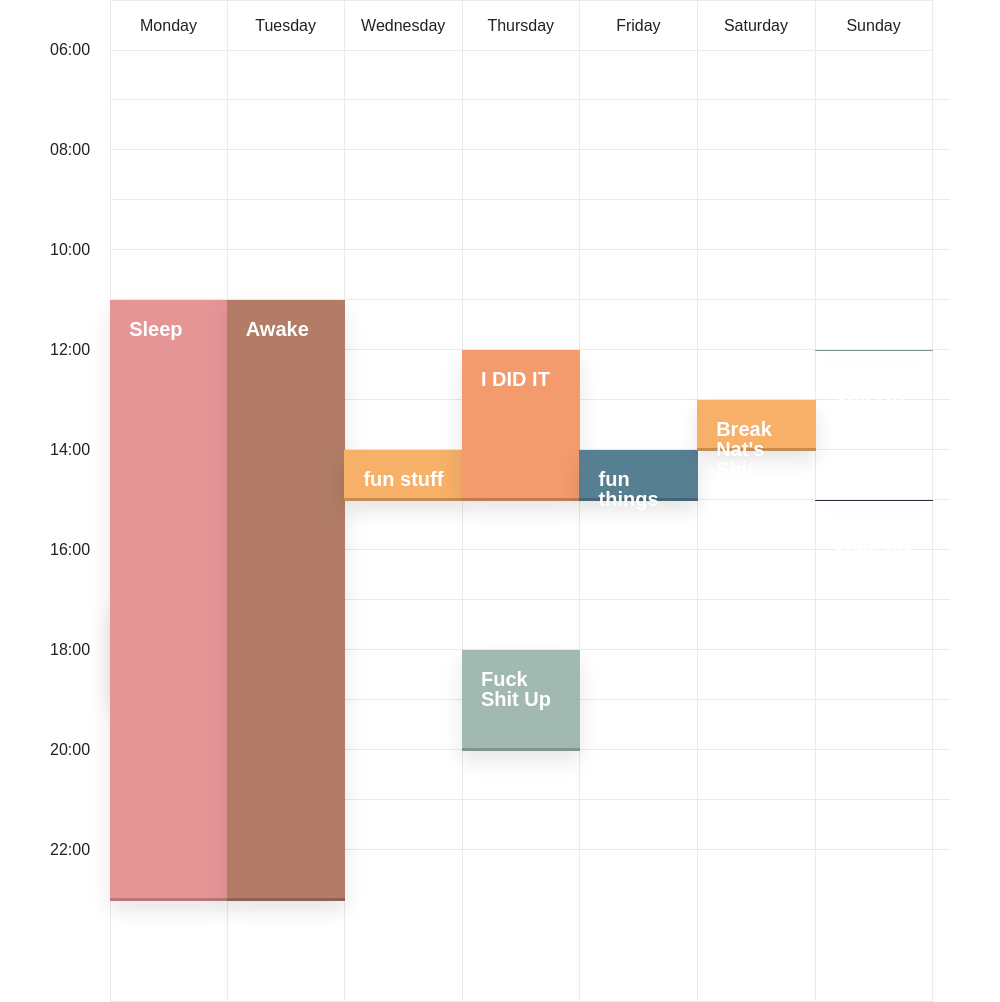 Monday
Tuesday
Wednesday
Thursday
Friday
Saturday
Sunday
06:00
08:00
10:00
12:00
14:00
16:00
18:00
20:00
22:00
Sleep
Awake
fun stuff
I DID IT
Fuck
Shit Up
fun
things
Break
Nat's
Shit